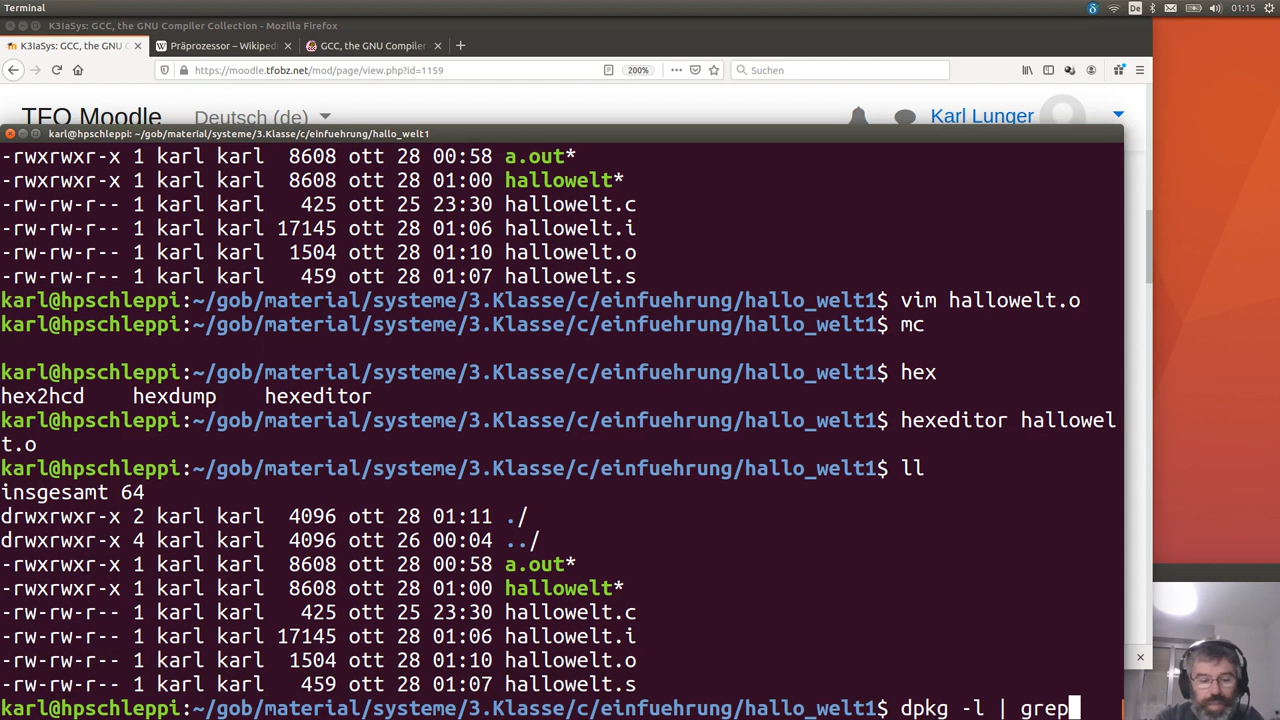 Terminal
De
01:15
K3IaSys: GCC, the GNU Compiler Collection - Mozilla Firefox
K3IaSys: GCC, the GNU C
Präprozessor – Wikiped
GCC, the GNU Compiler
https://moodle.tfobz.net/mod/page/view.php?id=1159
200%
Suchen
TFO Moodle
Deutsch (de)
Karl Lunger
karl@hpschleppi: ~/gob/material/systeme/3.Klasse/c/einfuehrung/hallo_welt1
-rwxrwxr-x 1 karl karl  8608 ott 28 00:58 a.out*
-rwxrwxr-x 1 karl karl  8608 ott 28 01:00 hallowelt*
-rw-rw-r-- 1 karl karl   425 ott 25 23:30 hallowelt.c
-rw-rw-r-- 1 karl karl 17145 ott 28 01:06 hallowelt.i
-rw-rw-r-- 1 karl karl  1504 ott 28 01:10 hallowelt.o
-rw-rw-r-- 1 karl karl   459 ott 28 01:07 hallowelt.s
karl@hpschleppi:~/gob/material/systeme/3.Klasse/c/einfuehrung/hallo_welt1$ vim hallowelt.o
karl@hpschleppi:~/gob/material/systeme/3.Klasse/c/einfuehrung/hallo_welt1$ mc
karl@hpschleppi:~/gob/material/systeme/3.Klasse/c/einfuehrung/hallo_welt1$ hex
hex2hcd    hexdump    hexeditor
karl@hpschleppi:~/gob/material/systeme/3.Klasse/c/einfuehrung/hallo_welt1$ hexeditor hallowel
t.o
karl@hpschleppi:~/gob/material/systeme/3.Klasse/c/einfuehrung/hallo_welt1$ ll
insgesamt 64
drwxrwxr-x 2 karl karl  4096 ott 28 01:11 ./
drwxrwxr-x 4 karl karl  4096 ott 26 00:04 ../
-rwxrwxr-x 1 karl karl  8608 ott 28 00:58 a.out*
-rwxrwxr-x 1 karl karl  8608 ott 28 01:00 hallowelt*
-rw-rw-r-- 1 karl karl   425 ott 25 23:30 hallowelt.c
-rw-rw-r-- 1 karl karl 17145 ott 28 01:06 hallowelt.i
-rw-rw-r-- 1 karl karl  1504 ott 28 01:10 hallowelt.o
-rw-rw-r-- 1 karl karl   459 ott 28 01:07 hallowelt.s
karl@hpschleppi:~/gob/material/systeme/3.Klasse/c/einfuehrung/hallo_welt1$ dpkg -l | grep